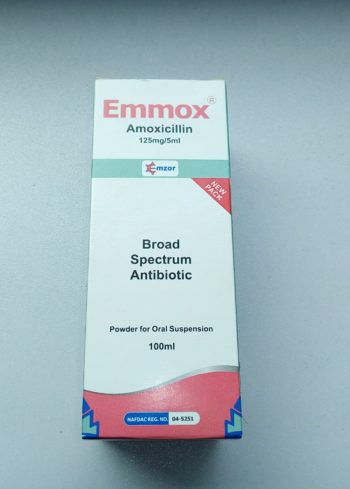 Emmox®
Amoxicillin
125mg/5ml
Emzor
NEW
PACK
Broad
Spectrum
Antibiotic
Powder for Oral Suspension
100ml
NAFDAC REG. NO. 04-5251